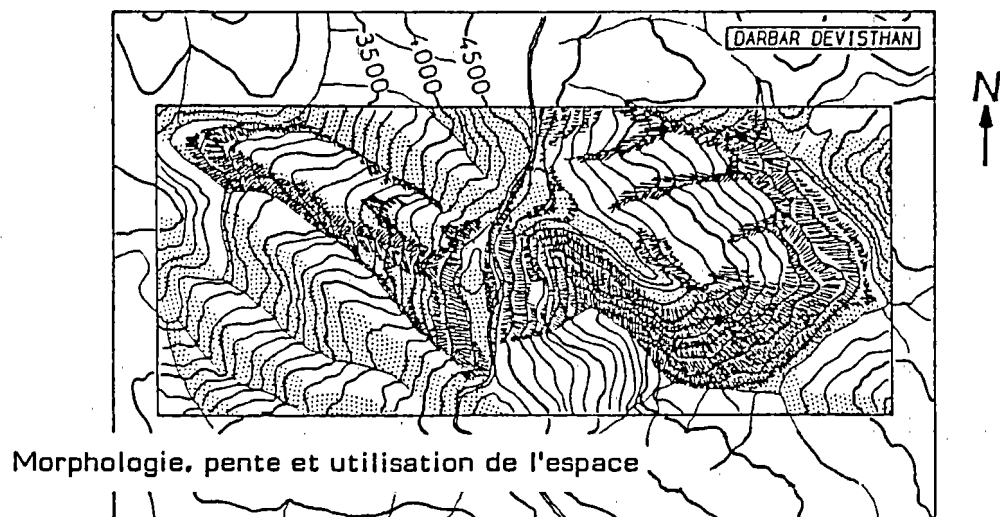 DARBAR DEVISTHAN
N
3500
4000
4500
Morphologie, pente et utilisation de l'espace